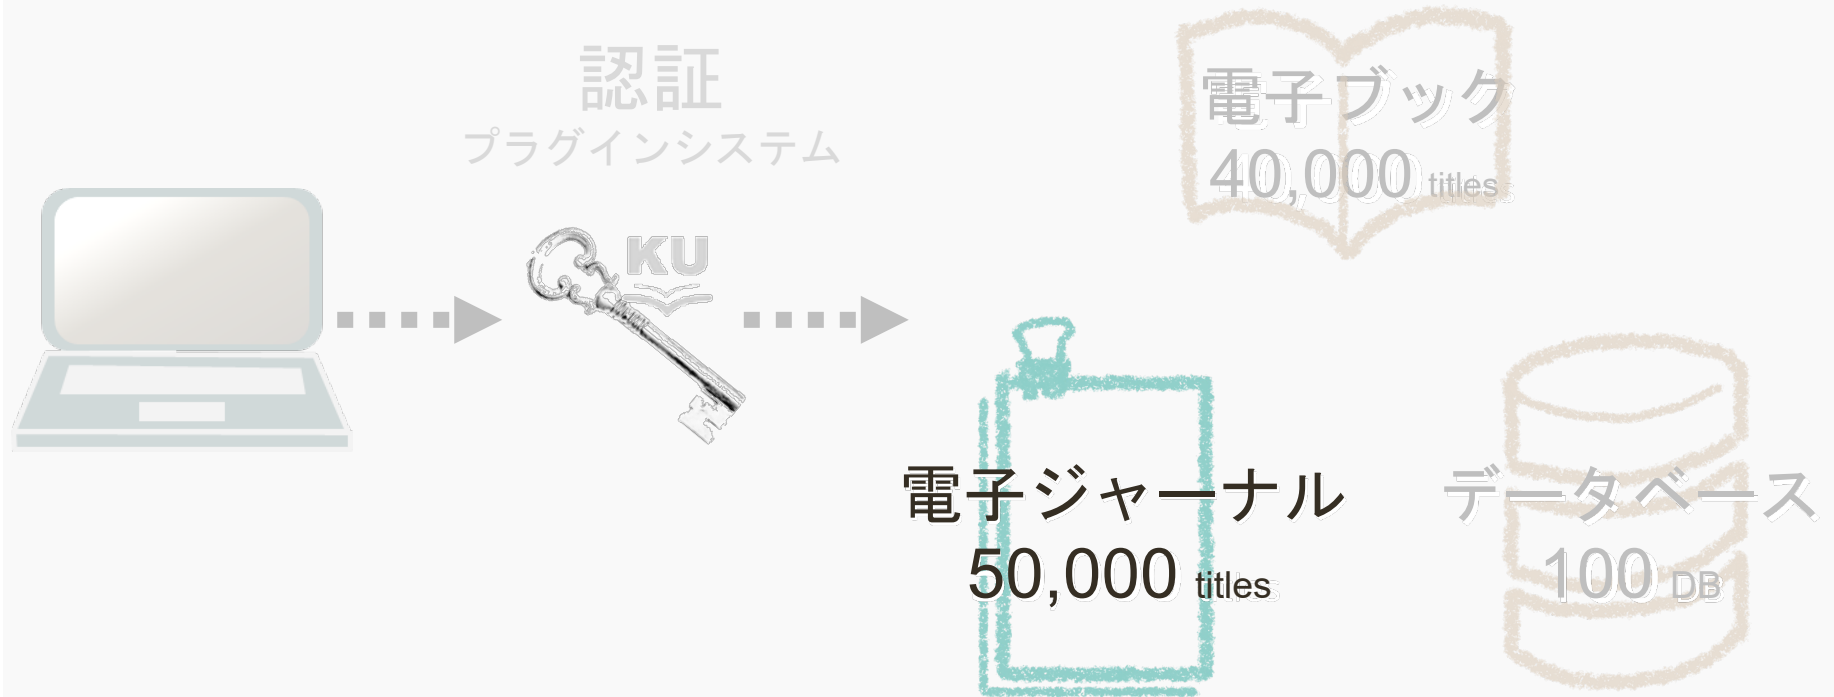 認証
プラグインシステム
KU
電子ブック
40,000 titles
電子ジャーナル
50,000 titles
データベース
100 DB